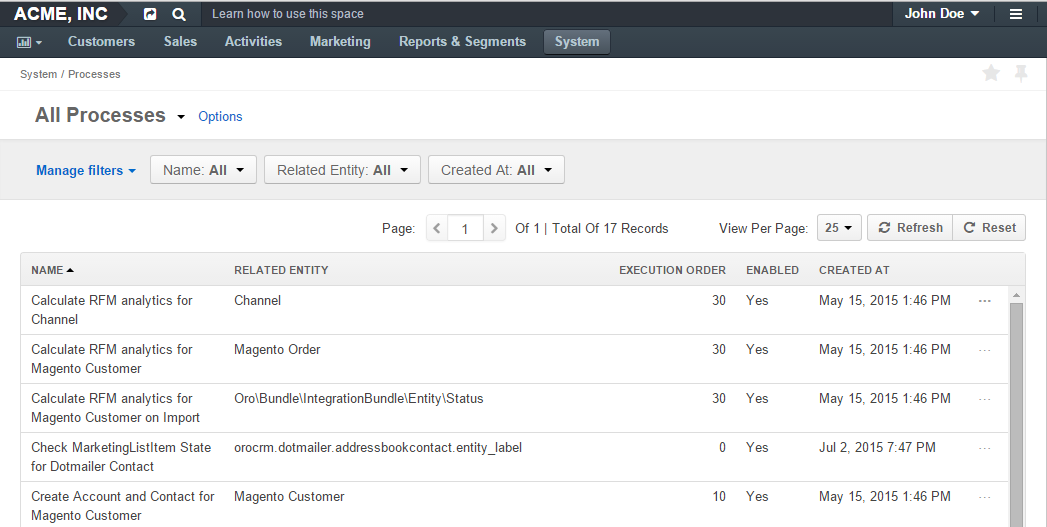 ACME, INC Learn how to use this space John Doe
Customers Sales Activities Marketing Reports & Segments System
System / Processes
All Processes Options
Manage filters Name: All Related Entity: All Created At: All
Page: 1 Of 1 | Total Of 17 Records View Per Page: 25 Refresh Reset
NAME RELATED ENTITY EXECUTION ORDER ENABLED CREATED AT
Calculate RFM analytics for Channel 30 Yes May 15, 2015 1:46 PM ...
Channel
Calculate RFM analytics for Magento Order 30 Yes May 15, 2015 1:46 PM ...
Magento Customer
Calculate RFM analytics for Oro\Bundle\IntegrationBundle\Entity\Status 30 Yes May 15, 2015 1:46 PM ...
Magento Customer on Import
Check MarketingListItem State orocrm.dotmailer.addressbookcontact.entity_label 0 Yes Jul 2, 2015 7:47 PM ...
for Dotmailer Contact
Create Account and Contact for Magento Customer 10 Yes May 15, 2015 1:46 PM ...
Magento Customer